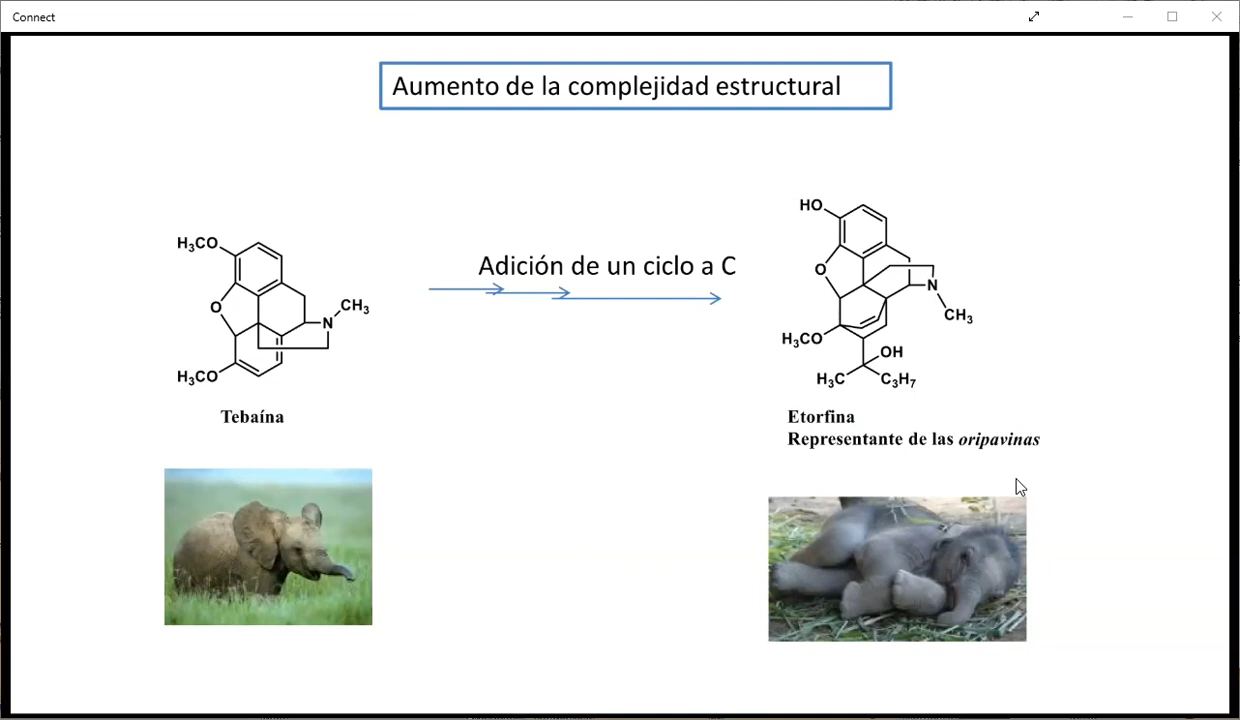 Connect
Aumento de la complejidad estructural
Adición de un ciclo a C
H₃CO
O
N
CH₃
H₃CO
Tebaína
HO
O
N
CH₃
H₃CO
OH
H₃C
C₃H₇
Etorfina
Representante de las oripavinas